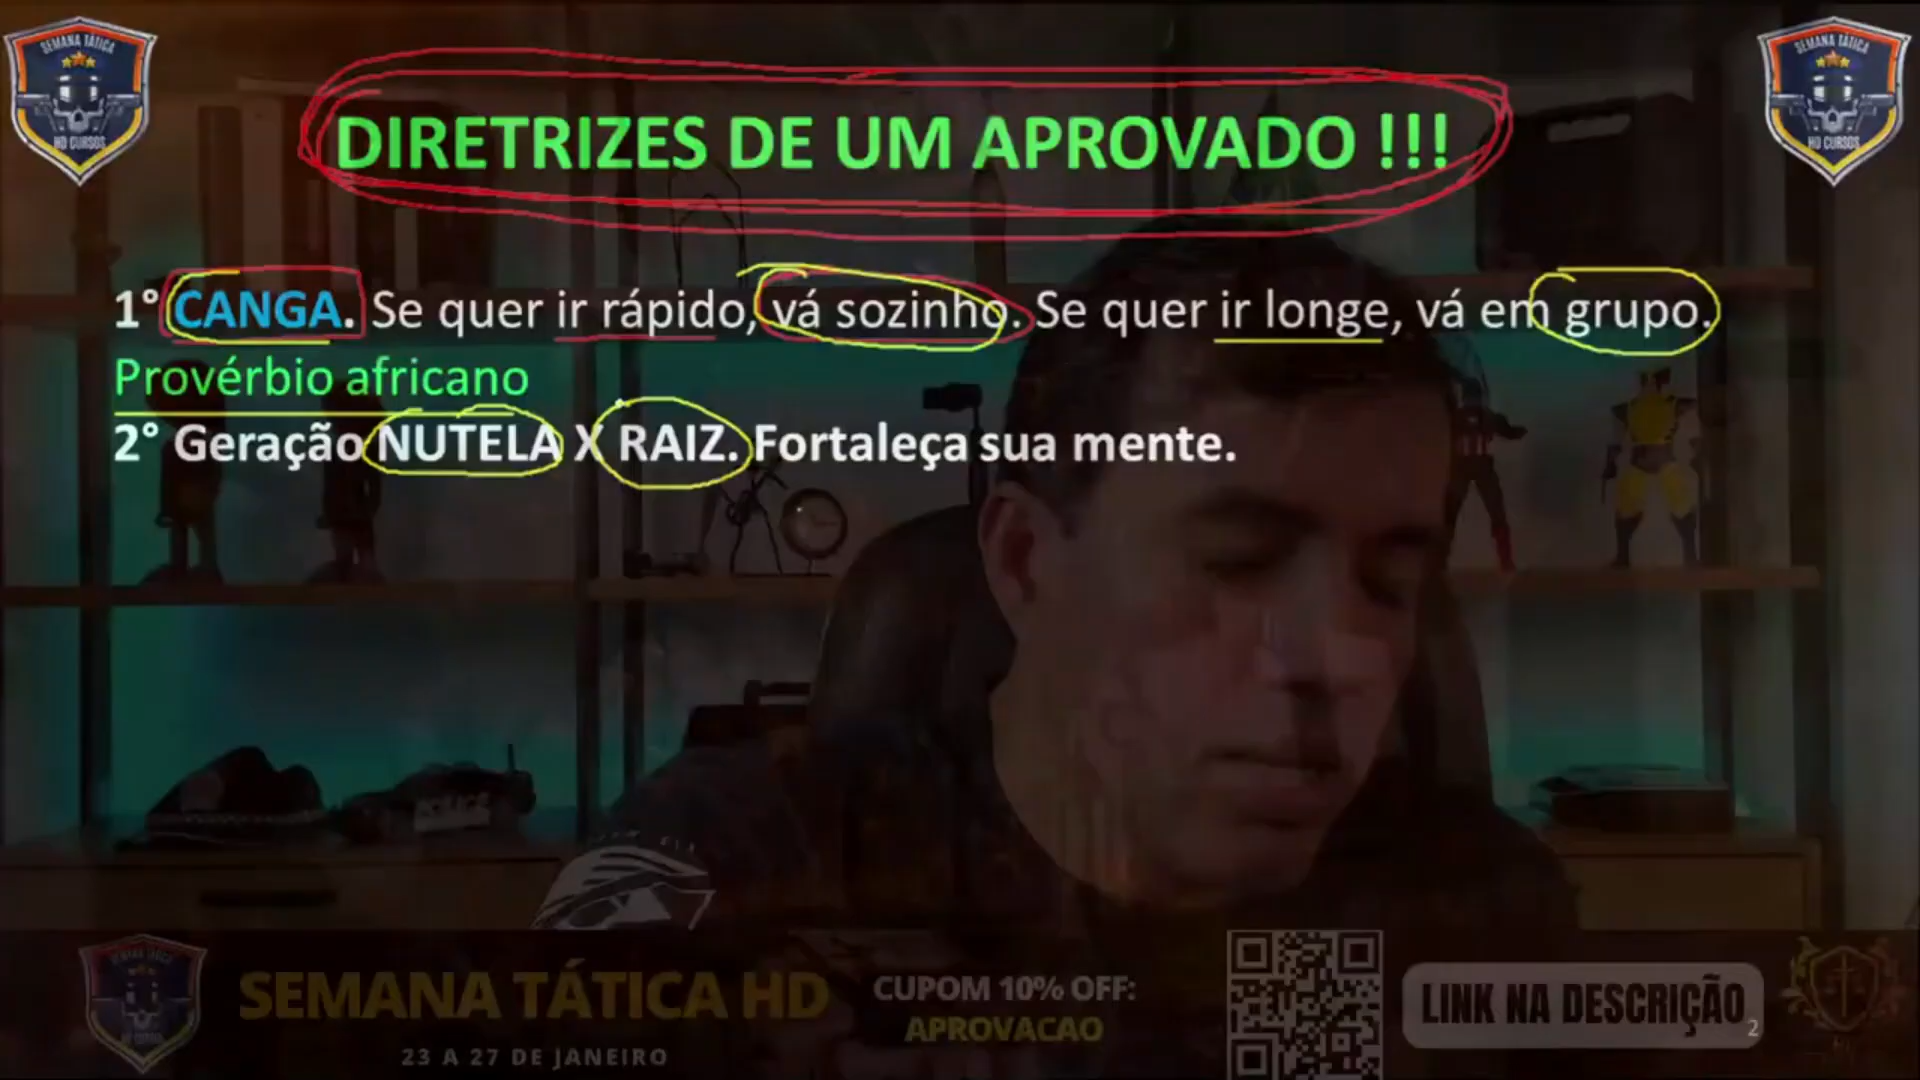 SEMANA TÁTICA
HD CURSOS
SEMANA TÁTICA
HD CURSOS
DIRETRIZES DE UM APROVADO !!!
1° CANGA. Se quer ir rápido, vá sozinho. Se quer ir longe, vá em grupo.
Provérbio africano
2° Geração NUTELA X RAIZ. Fortaleça sua mente.
POLICE
SEMANA TÁTICA HD
23 A 27 DE JANEIRO
CUPOM 10% OFF:
APROVACAO
LINK NA DESCRIÇÃO
2